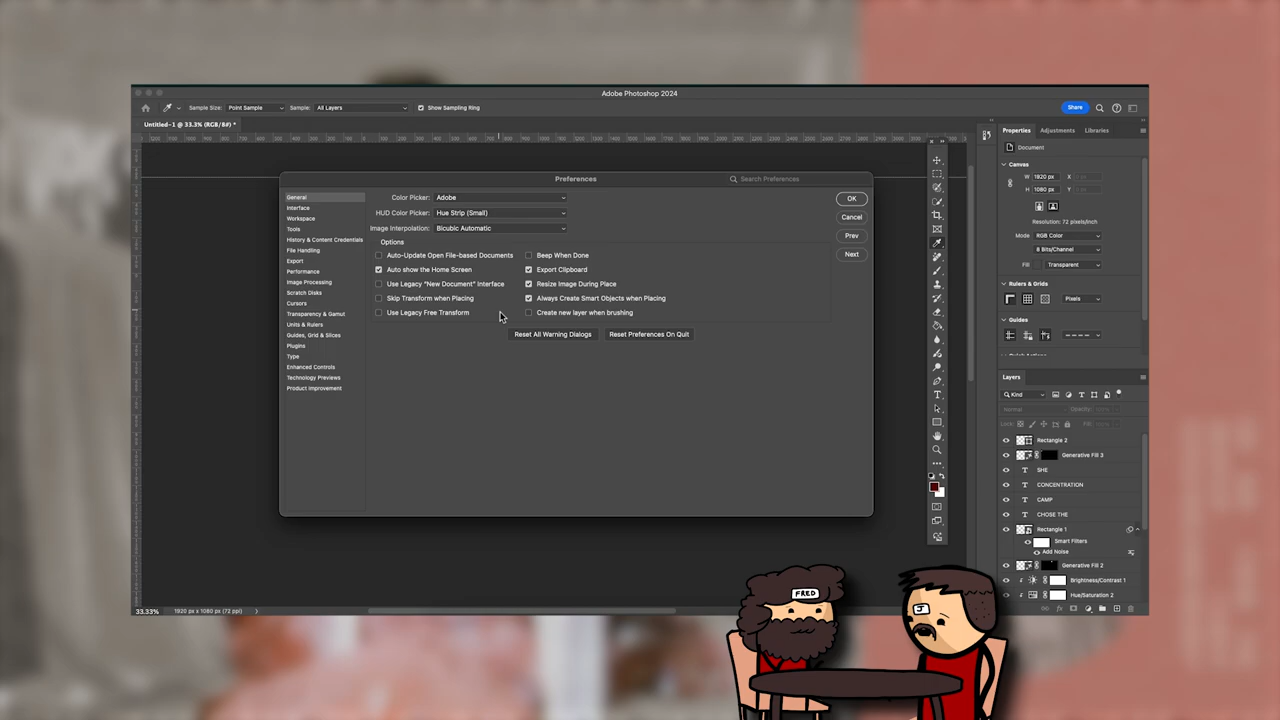 Adobe Photoshop 2024
Sample Size: Point Sample Sample: All Layers Show Sampling Ring
Share
Untitled-1 @ 33.3% (RGB/8#) *
Preferences
Search Preferences
General
Interface
Workspace
Tools
History & Content Credentials
File Handling
Export
Performance
Image Processing
Scratch Disks
Cursors
Transparency & Gamut
Units & Rulers
Guides, Grid & Slices
Plugins
Type
Enhanced Controls
Technology Previews
Product Improvement
Color Picker: Adobe
HUD Color Picker: Hue Strip (Small)
Image Interpolation: Bicubic Automatic
Options
Auto-Update Open File-based Documents
Auto show the Home Screen
Use Legacy "New Document" Interface
Skip Transform when Placing
Use Legacy Free Transform
Beep When Done
Export Clipboard
Resize Image During Place
Always Create Smart Objects when Placing
Create new layer when brushing
Reset All Warning Dialogs Reset Preferences On Quit
OK
Cancel
Prev
Next
Properties Adjustments Libraries
Document
Canvas
W 1920 px X
H 1080 px Y
Resolution: 72 pixels/inch
Mode RGB Color
8 Bits/Channel
Fill Transparent
Rulers & Grids
Pixels
Guides
Layers
Kind
Normal Opacity:
Lock: Fill:
Rectangle 2
Generative Fill 3
SHE
CONCENTRATION
CAMP
CHOSE THE
Rectangle 1
Smart Filters
Add Noise
Generative Fill 2
Brightness/Contrast 1
Hue/Saturation 2
33.33% 1920 px x 1080 px (72 ppi)
FRED
J